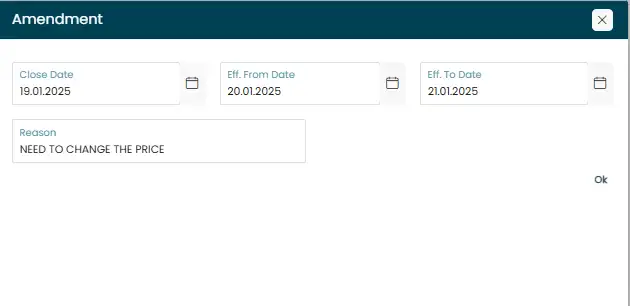 Amendment
Close Date
19.01.2025
Eff. From Date
20.01.2025
Eff. To Date
21.01.2025
Reason
NEED TO CHANGE THE PRICE
Ok